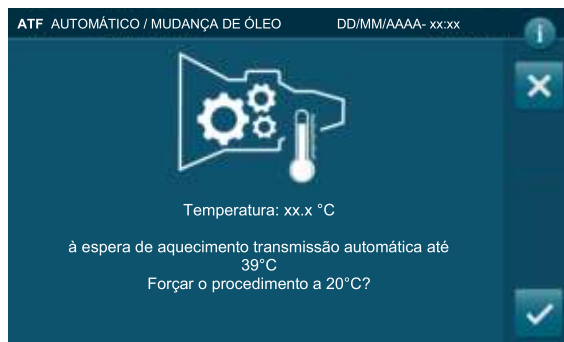 ATF AUTOMÁTICO / MUDANÇA DE ÓLEO DD/MM/AAAA- xx:xx
i
Temperatura: xx.x °C
à espera de aquecimento transmissão automática até
39°C
Forçar o procedimento a 20°C?